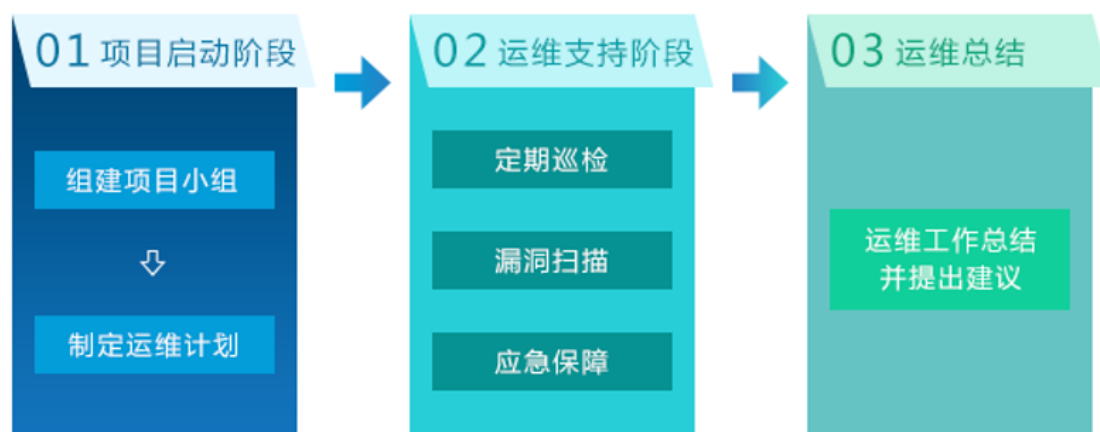 01 项目启动阶段
组建项目小组
制定运维计划
02 运维支持阶段
定期巡检
漏洞扫描
应急保障
03 运维总结
运维工作总结
并提出建议